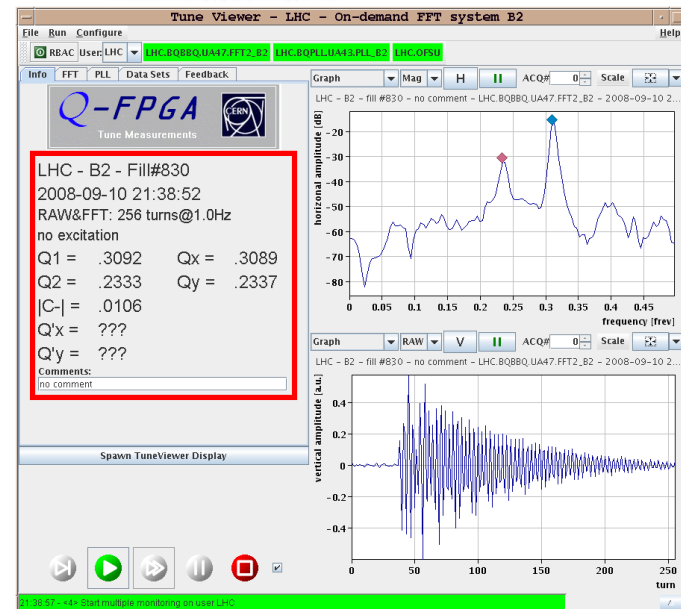 Tune Viewer - LHC - On-demand FFT system B2
File Run Configure Help
RBAC User: LHC LHC.BQBBQ.UA47.FFT2_B2 LHC.BQPLL.UA43.PLL_B2 LHC.OFSU
Info FFT PLL Data Sets Feedback
Q-FPGA
CERN
Tune Measurements
LHC - B2 - Fill#830
2008-09-10 21:38:52
RAW&FFT: 256 turns@1.0Hz
no excitation
Q1 = .3092 Qx = .3089
Q2 = .2333 Qy = .2337
|C-| = .0106
Q'x = ???
Q'y = ???
Comments:
no comment
Spawn TuneViewer Display
Graph Mag H ACQ# 0 Scale
LHC - B2 - fill #830 - no comment - LHC.BQBBQ.UA47.FFT2_B2 - 2008-09-10 2...
horizonal amplitude [dB]
-20
-30
-40
-50
-60
-70
-80
0 0.05 0.1 0.15 0.2 0.25 0.3 0.35 0.4 0.45
frequency [frev]
Graph RAW V ACQ# 0 Scale
LHC - B2 - fill #830 - no comment - LHC.BQBBQ.UA47.FFT2_B2 - 2008-09-10 2...
vertical amplitude [a.u.]
0.4
0.2
0
-0.2
-0.4
0 50 100 150 200 250
turn
21:38:57 - <4> Start multiple monitoring on user LHC